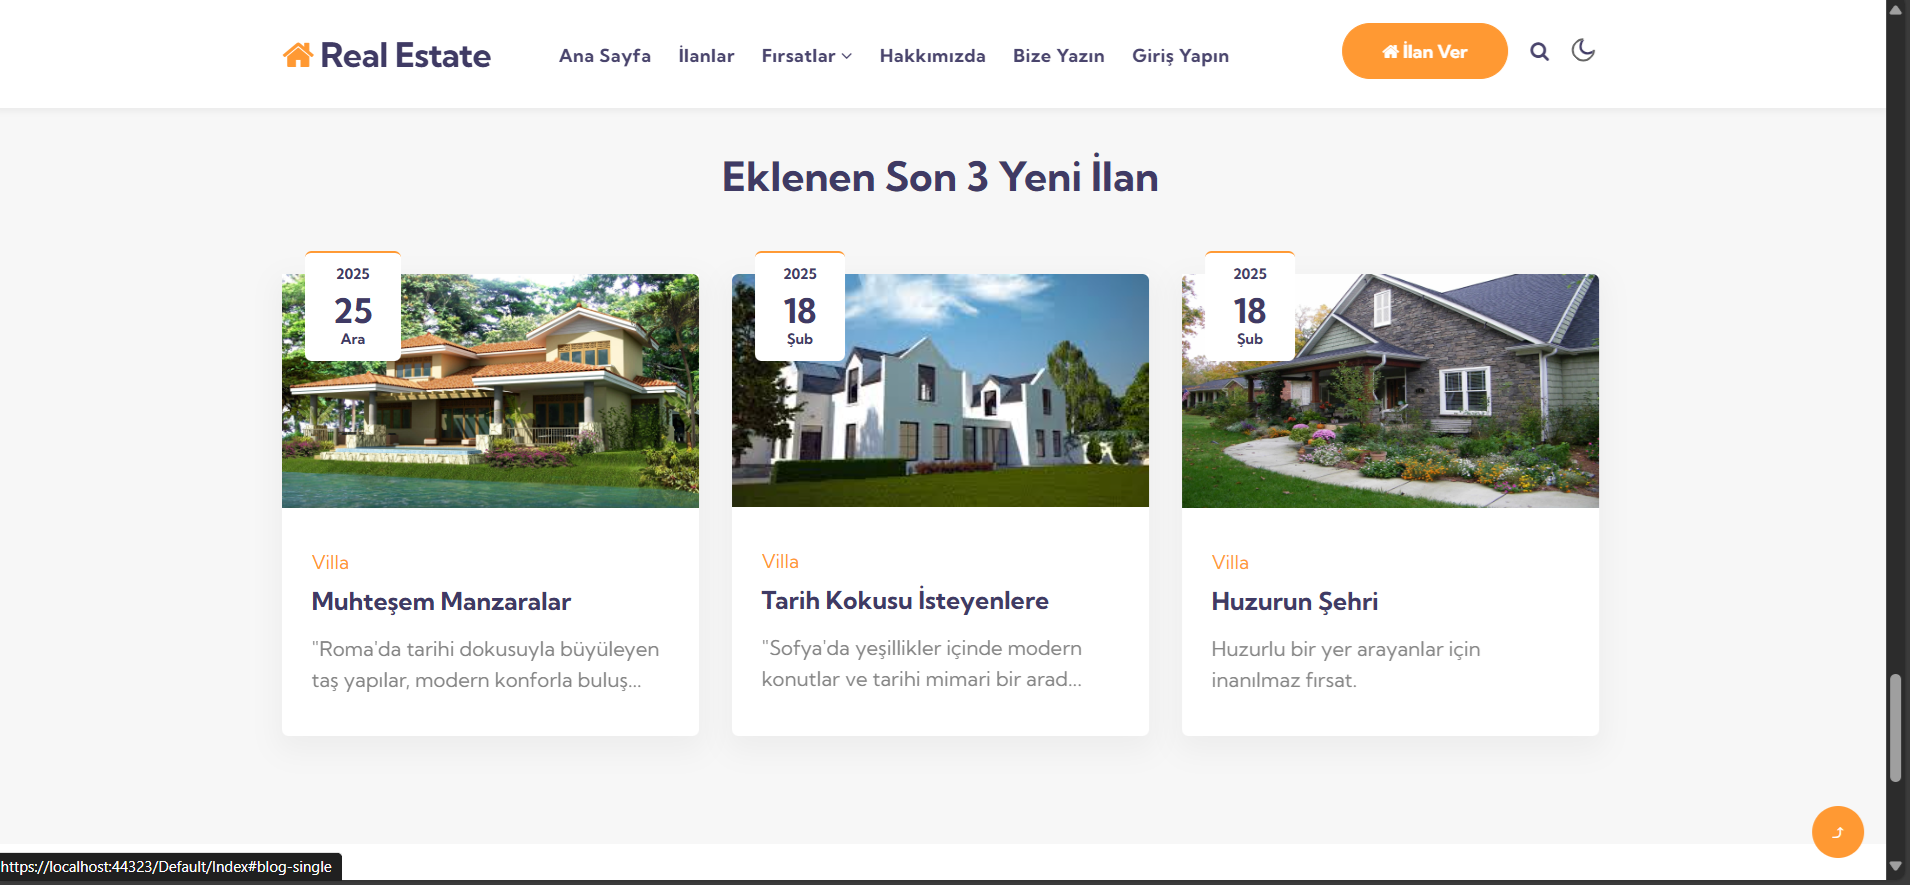 Real Estate
Ana Sayfa
İlanlar
Fırsatlar
Hakkımızda
Bize Yazın
Giriş Yapın
İlan Ver
Eklenen Son 3 Yeni İlan
2025
25
Ara
Villa
Muhteşem Manzaralar
"Roma'da tarihi dokusuyla büyüleyen
taş yapılar, modern konforla buluş...
2025
18
Şub
Villa
Tarih Kokusu İsteyenlere
"Sofya'da yeşillikler içinde modern
konutlar ve tarihi mimari bir arad...
2025
18
Şub
Villa
Huzurun Şehri
Huzurlu bir yer arayanlar için
inanılmaz fırsat.
https://localhost:44323/Default/Index#blog-single